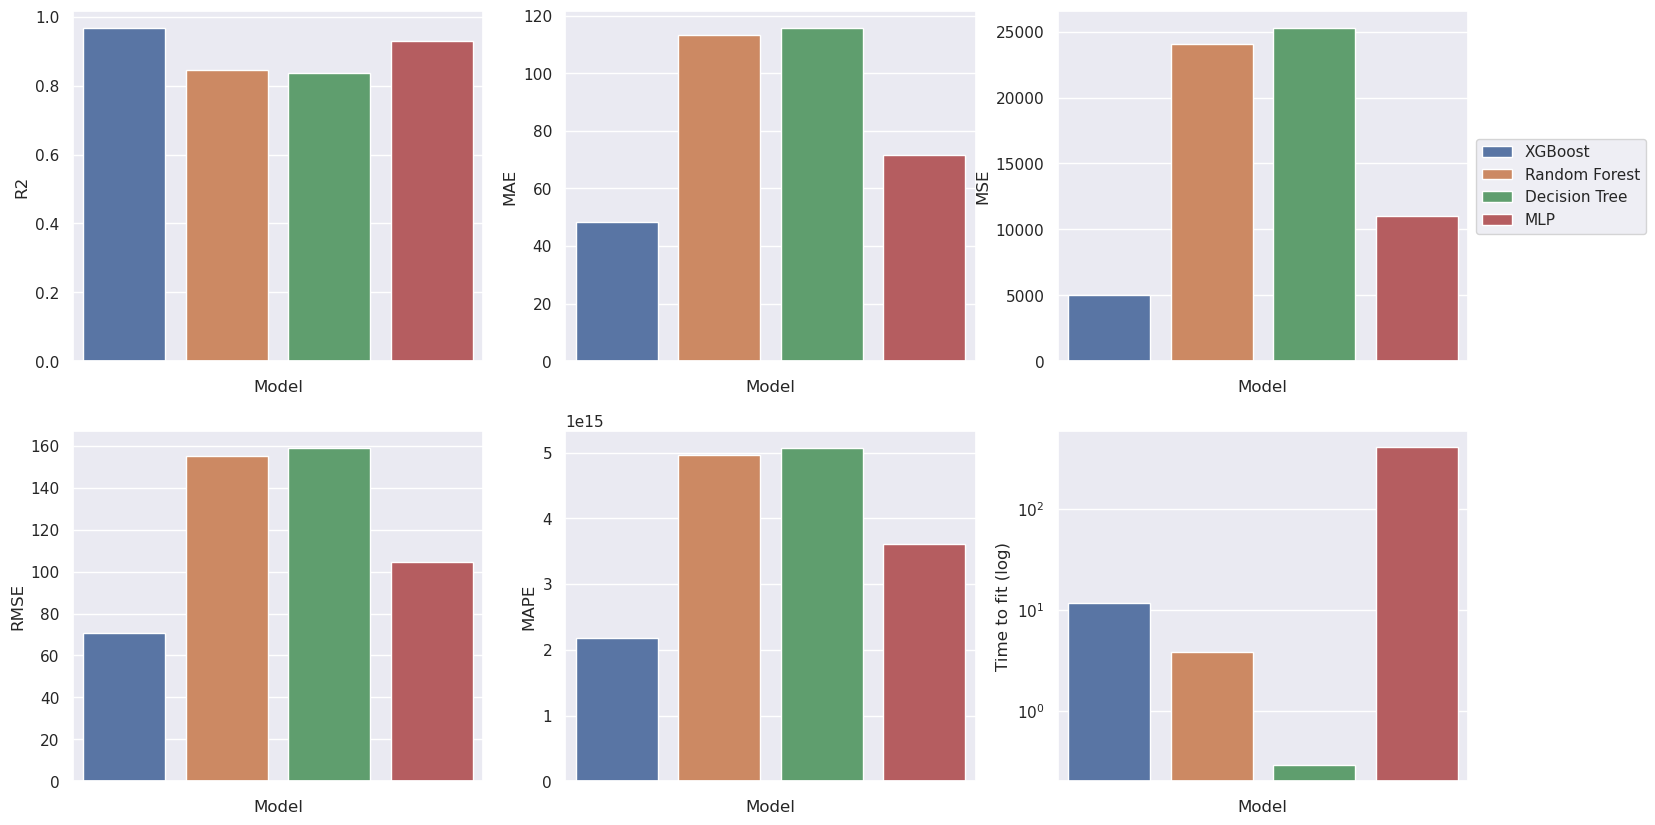 1.0
0.8
0.6
0.4
0.2
0.0
R2
Model
120
100
80
60
40
20
0
MAE
Model
25000
20000
15000
10000
5000
0
MSE
Model
XGBoost
Random Forest
Decision Tree
MLP
160
140
120
100
80
60
40
20
0
RMSE
Model
1e15
5
4
3
2
1
0
MAPE
Model
10²
10¹
10⁰
Time to fit (log)
Model